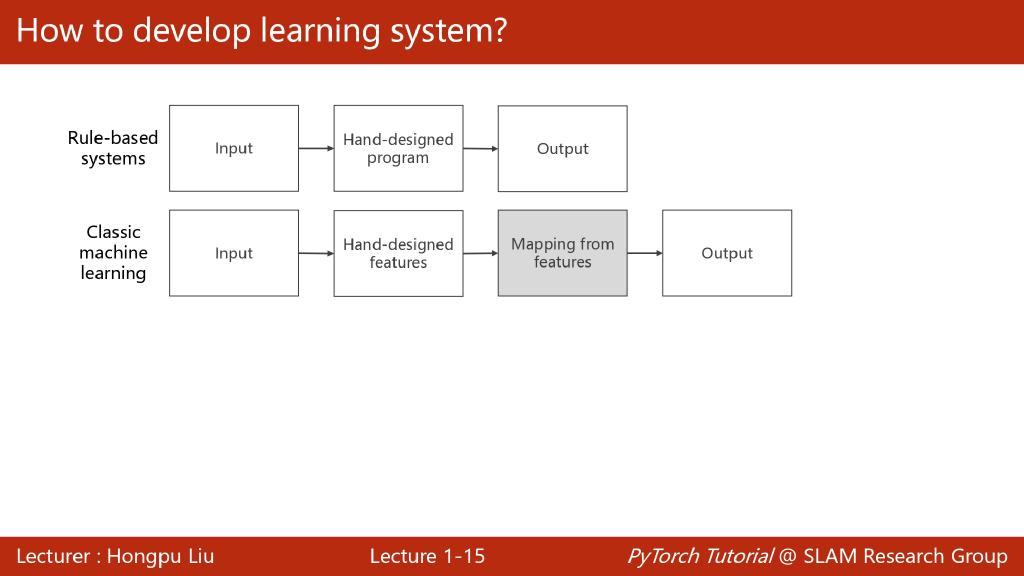 How to develop learning system?
Rule-based
systems
Input
Hand-designed
program
Output
Classic
machine
learning
Input
Hand-designed
features
Mapping from
features
Output
Lecturer : Hongpu Liu
Lecture 1-15
PyTorch Tutorial @ SLAM Research Group